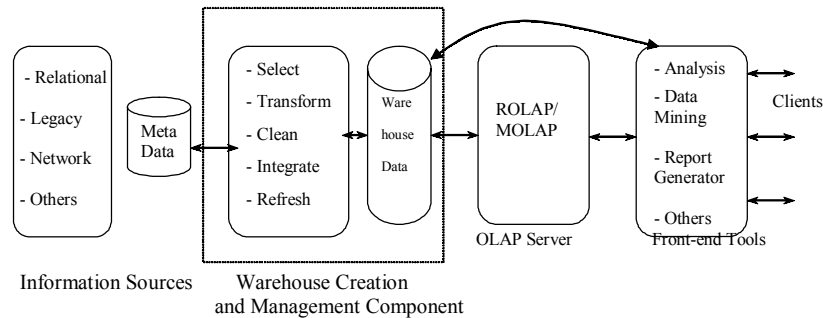 - Relational
- Legacy
- Network
- Others
Meta
Data
- Select
- Transform
- Clean
- Integrate
- Refresh
Ware
house
Data
ROLAP/
MOLAP
OLAP Server
- Analysis
- Data
Mining
- Report
Generator
- Others
Front-end Tools
Clients
Information Sources
Warehouse Creation
and Management Component